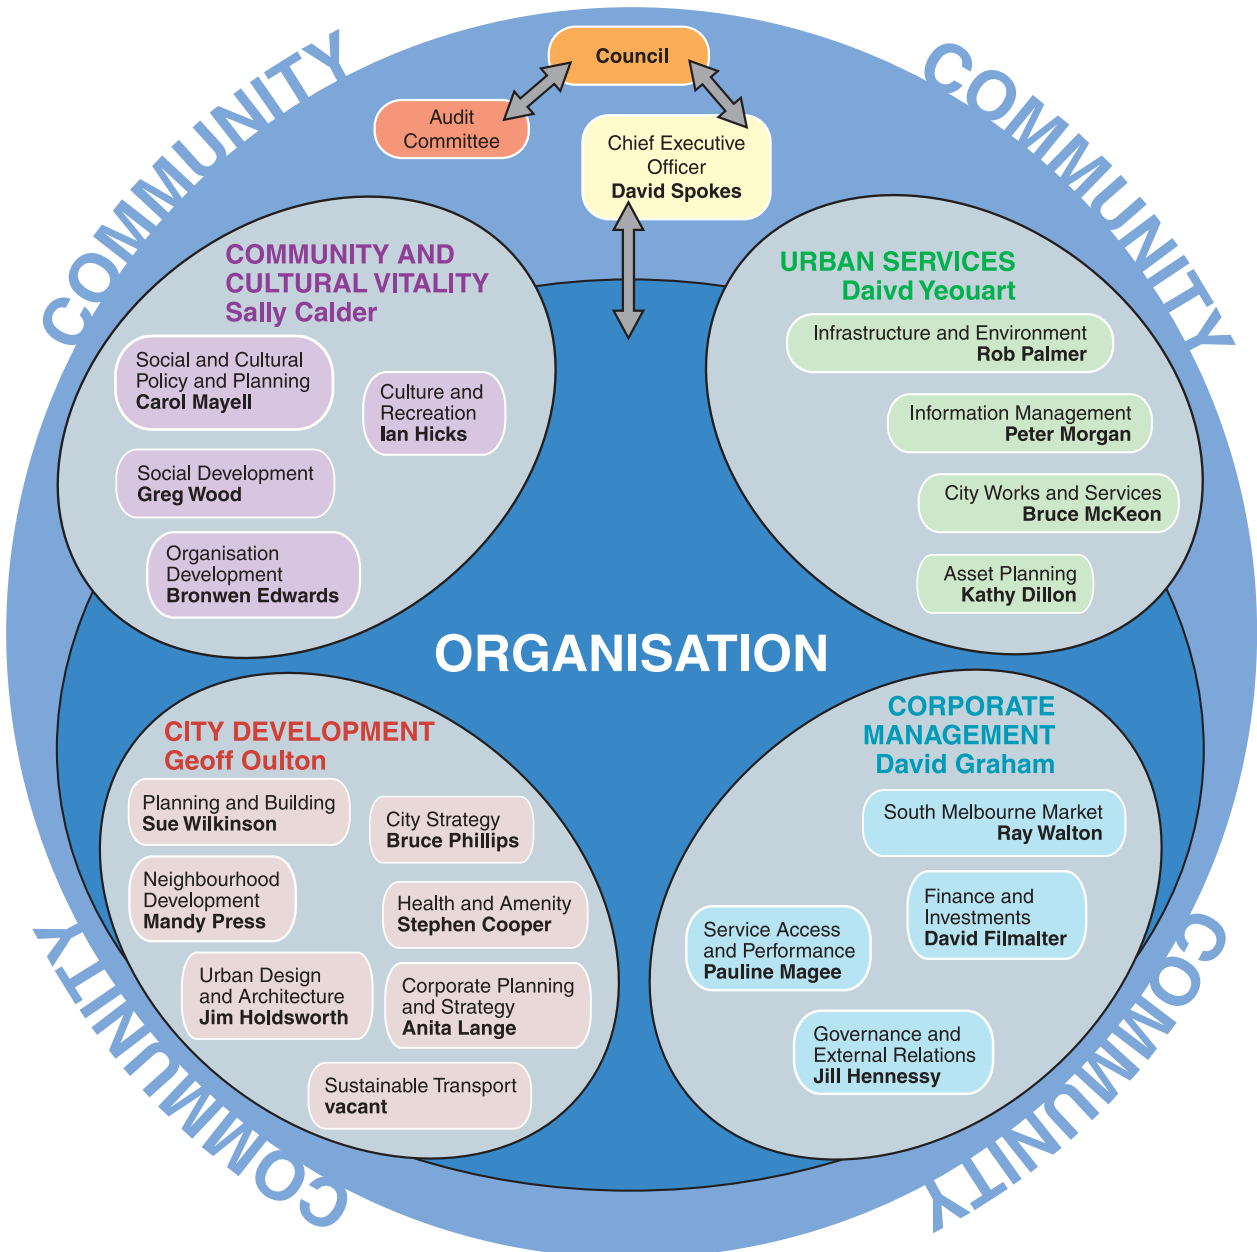 COMMUNITY
COMMUNITY
Council
Audit
Committee
Chief Executive
Officer
David Spokes
COMMUNITY AND
CULTURAL VITALITY
Sally Calder
Social and Cultural
Policy and Planning
Carol Mayell
Culture and
Recreation
Ian Hicks
Social Development
Greg Wood
Organisation
Development
Bronwen Edwards
URBAN SERVICES
Daivd Yeouart
Infrastructure and Environment
Rob Palmer
Information Management
Peter Morgan
City Works and Services
Bruce McKeon
Asset Planning
Kathy Dillon
ORGANISATION
CITY DEVELOPMENT
Geoff Oulton
Planning and Building
Sue Wilkinson
City Strategy
Bruce Phillips
Neighbourhood
Development
Mandy Press
Health and Amenity
Stephen Cooper
Urban Design
and Architecture
Jim Holdsworth
Corporate Planning
and Strategy
Anita Lange
Sustainable Transport
vacant
CORPORATE
MANAGEMENT
David Graham
South Melbourne Market
Ray Walton
Finance and
Investments
David Filmalter
Service Access
and Performance
Pauline Magee
Governance and
External Relations
Jill Hennessy
COMMUNITY
COMMUNITY